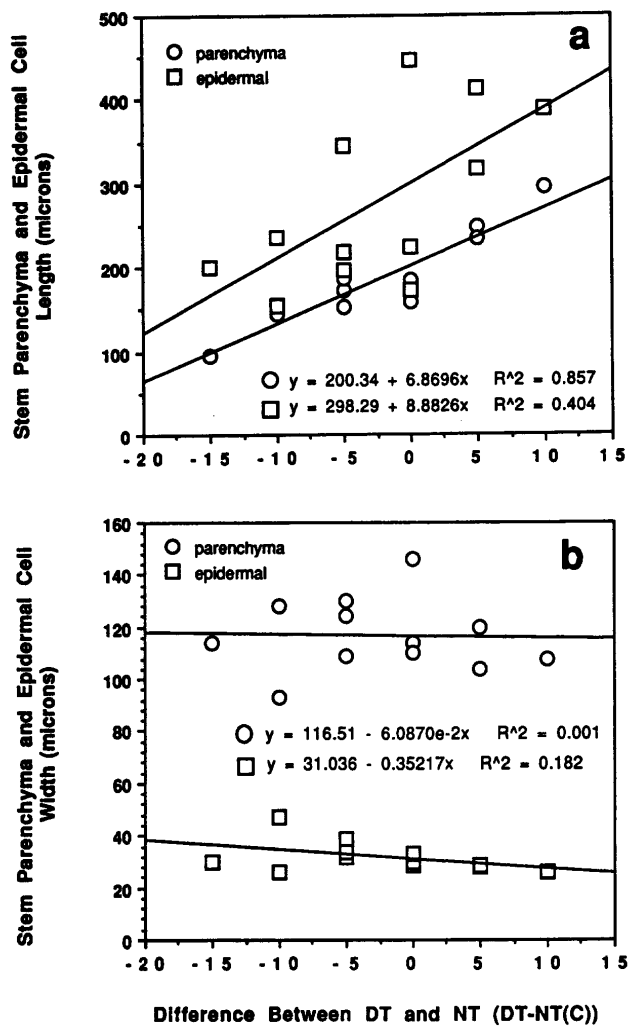 Stem Parenchyma and Epidermal Cell
Length (microns)
500
400
300
200
100
0
a
parenchyma
epidermal
y = 200.34 + 6.8696x R^2 = 0.857
y = 298.29 + 8.8826x R^2 = 0.404
-20 -15 -10 -5 0 5 10 15
Stem Parenchyma and Epidermal Cell
Width (microns)
160
140
120
100
80
60
40
20
0
b
parenchyma
epidermal
y = 116.51 - 6.0870e-2x R^2 = 0.001
y = 31.036 - 0.35217x R^2 = 0.182
-20 -15 -10 -5 0 5 10 15
Difference Between DT and NT (DT-NT(C))